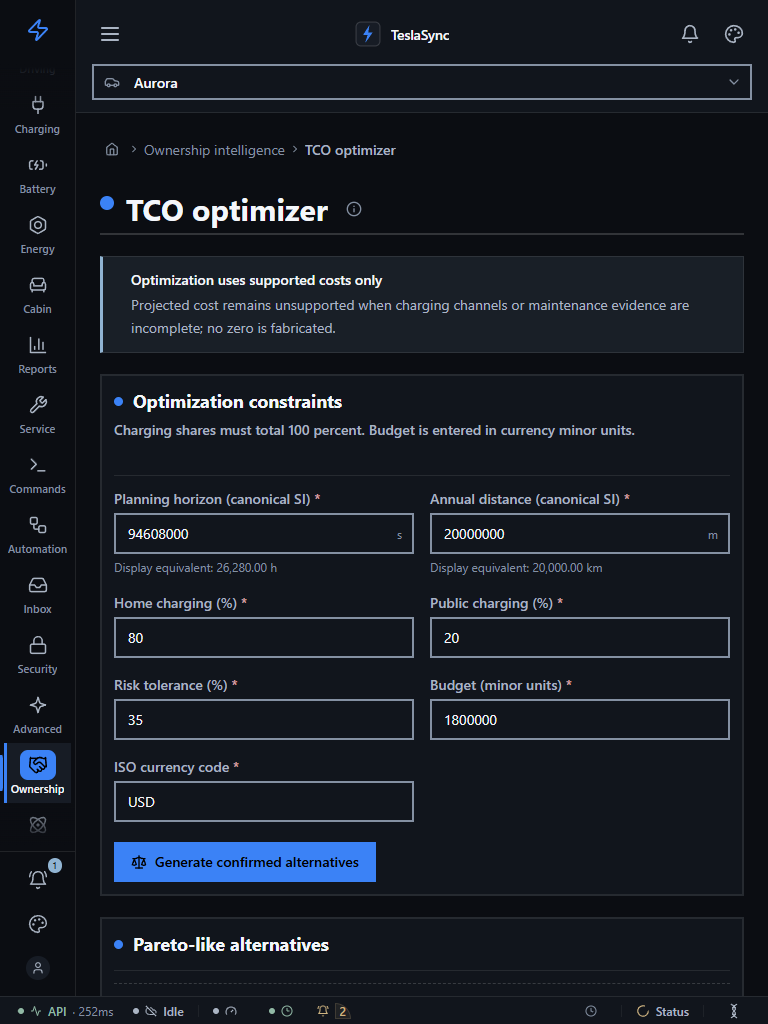 TeslaSync
Aurora
Driving
Charging
Battery
Energy
Cabin
Reports
Service
Commands
Automation
Inbox
Security
Advanced
Ownership
1
Ownership intelligence
TCO optimizer
TCO optimizer
Optimization uses supported costs only
Projected cost remains unsupported when charging channels or maintenance evidence are
incomplete; no zero is fabricated.
Optimization constraints
Charging shares must total 100 percent. Budget is entered in currency minor units.
Planning horizon (canonical SI) *
94608000 s
Display equivalent: 26,280.00 h
Annual distance (canonical SI) *
20000000 m
Display equivalent: 20,000.00 km
Home charging (%) *
80
Public charging (%) *
20
Risk tolerance (%) *
35
Budget (minor units) *
1800000
ISO currency code *
USD
Generate confirmed alternatives
Pareto-like alternatives
API · 252ms
Idle
2
Status